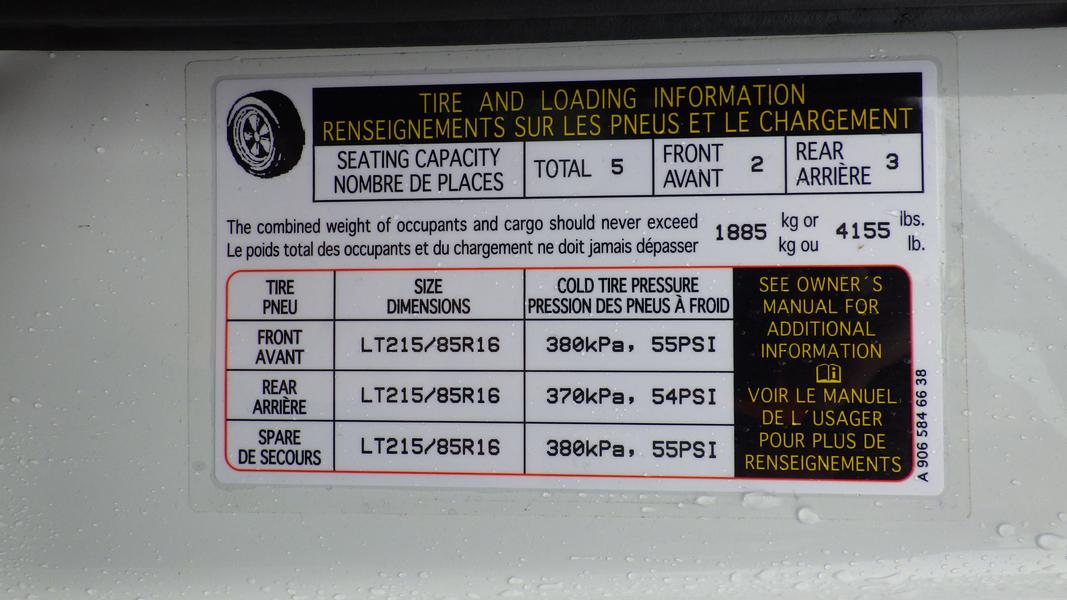 TIRE AND LOADING INFORMATION
RENSEIGNEMENTS SUR LES PNEUS ET LE CHARGEMENT
SEATING CAPACITY
NOMBRE DE PLACES
TOTAL 5
FRONT
AVANT
2
REAR
ARRIÈRE
3
The combined weight of occupants and cargo should never exceed
Le poids total des occupants et du chargement ne doit jamais dépasser
1885
kg or
kg ou
4155
lbs.
lb.
TIRE
PNEU
SIZE
DIMENSIONS
COLD TIRE PRESSURE
PRESSION DES PNEUS À FROID
FRONT
AVANT
LT215/85R16
380kPa, 55PSI
REAR
ARRIÈRE
LT215/85R16
370kPa, 54PSI
SPARE
DE SECOURS
LT215/85R16
380kPa, 55PSI
SEE OWNER´S
MANUAL FOR
ADDITIONAL
INFORMATION
VOIR LE MANUEL
DE L´USAGER
POUR PLUS DE
RENSEIGNEMENTS
A 906 584 66 38